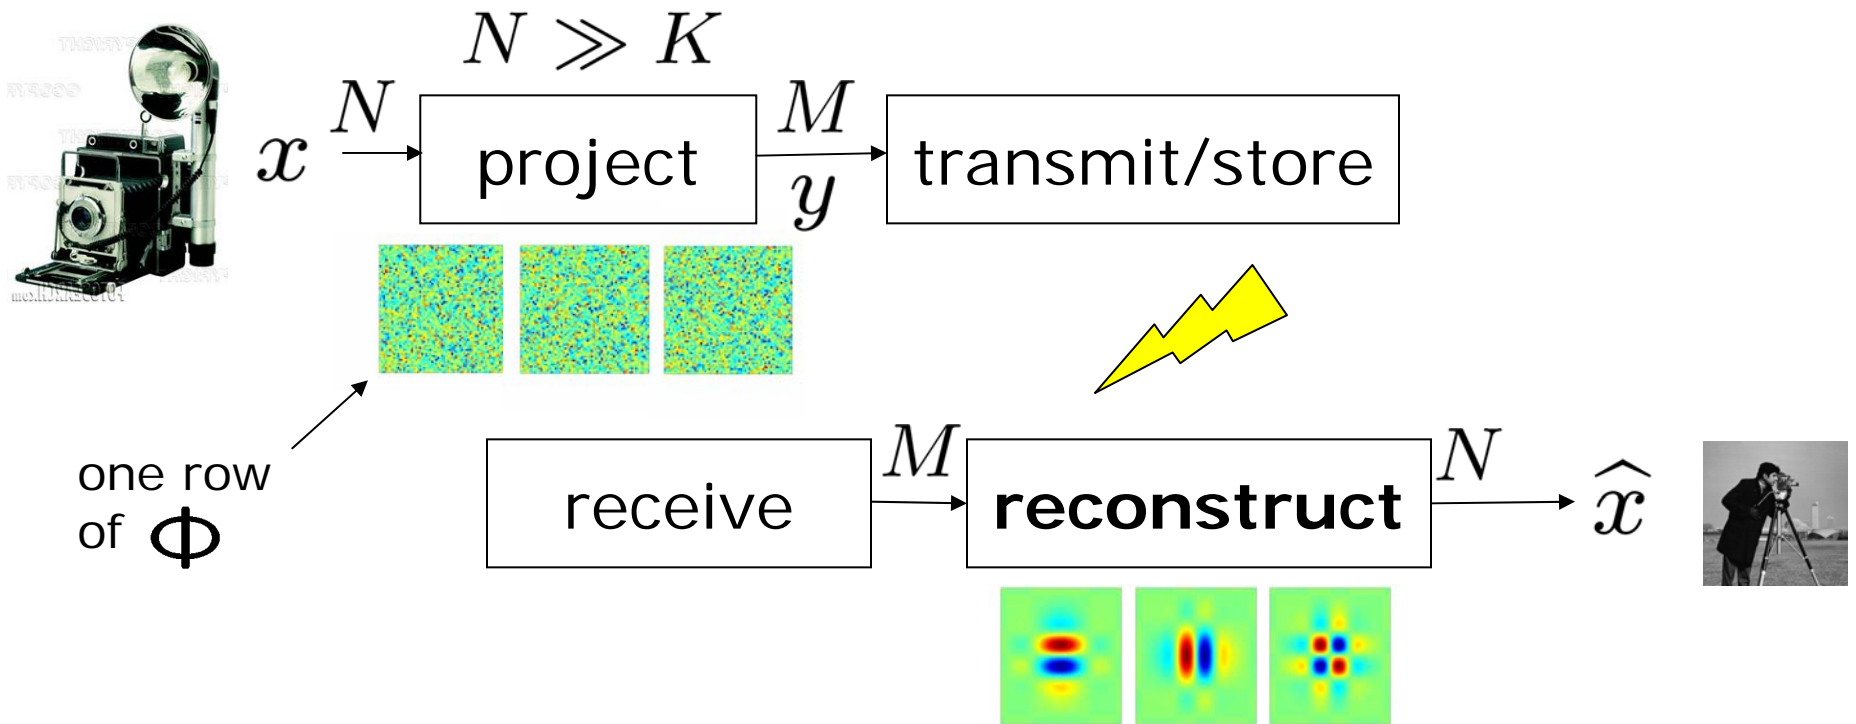 N ≫ K
x
N
project
M
y
transmit/store
one row
of Φ
receive
M
reconstruct
N
x̂